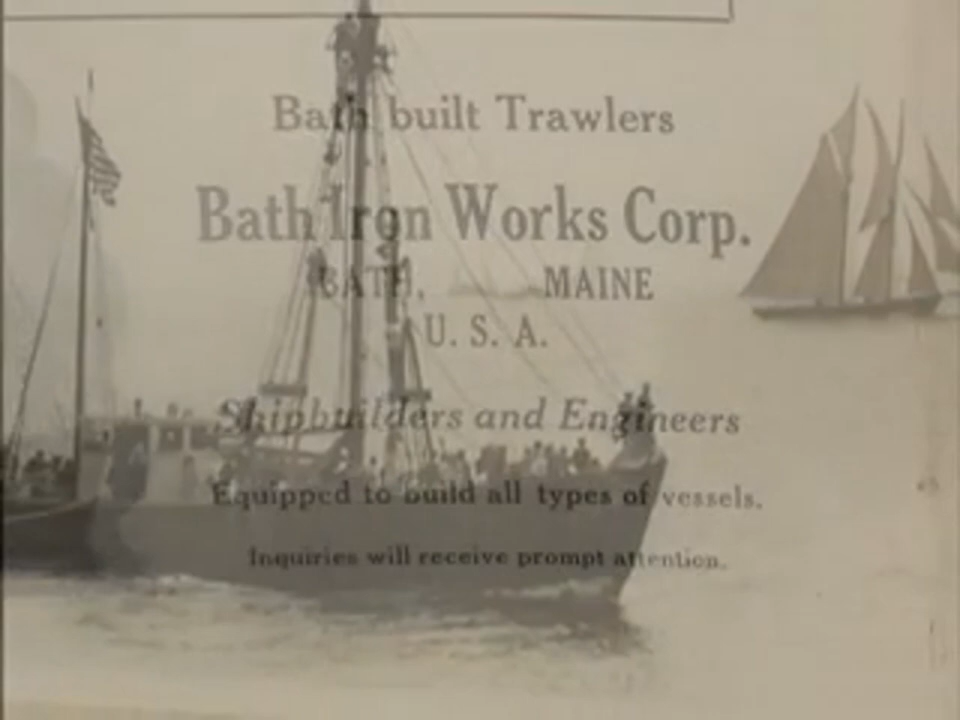 Bath built Trawlers
Bath Iron Works Corp.
BATH, MAINE
U. S. A.
Shipbuilders and Engineers
Equipped to build all types of vessels.
Inquiries will receive prompt attention.